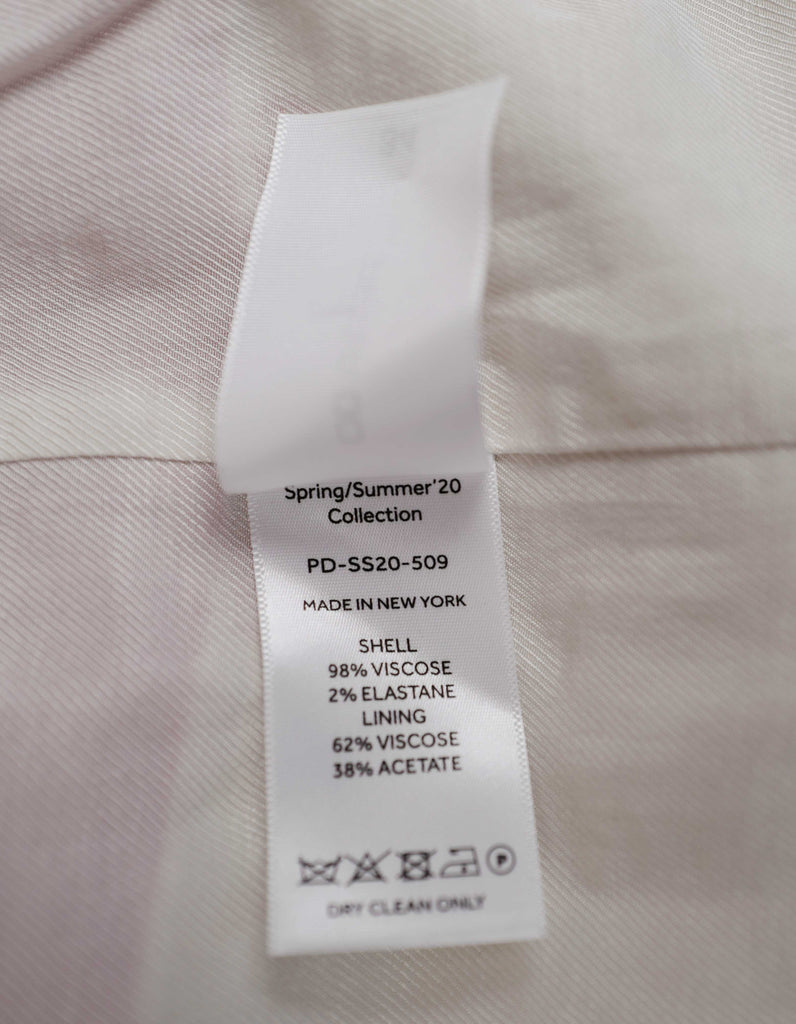 Spring/Summer'20
Collection
PD-SS20-509
MADE IN NEW YORK
SHELL
98% VISCOSE
2% ELASTANE
LINING
62% VISCOSE
38% ACETATE
P
DRY CLEAN ONLY